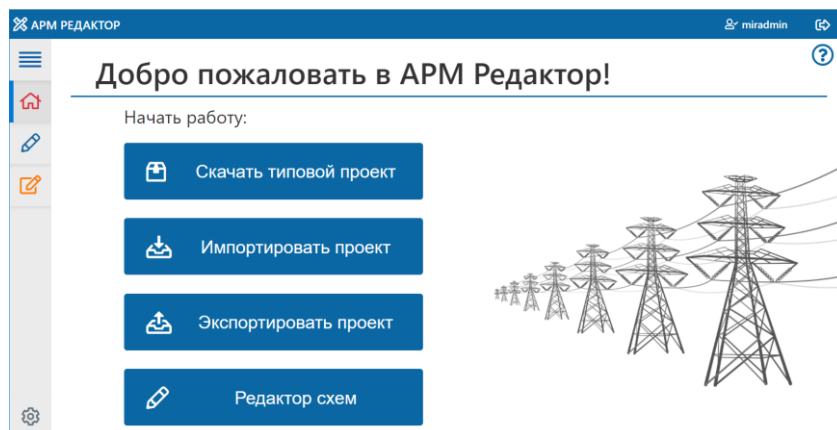 АРМ РЕДАКТОР
miradmin
Добро пожаловать в АРМ Редактор!
Начать работу:
Скачать типовой проект
Импортировать проект
Экспортировать проект
Редактор схем